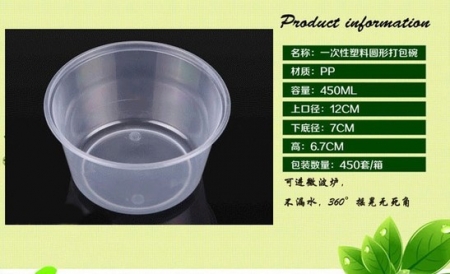 Product information
名称：一次性塑料圆形打包碗
材质：PP
容量：450ML
上口径：12CM
下底径：7CM
高：6.7CM
包装数量：450套/箱
可进微波炉，
不漏水，360°摇晃无死角